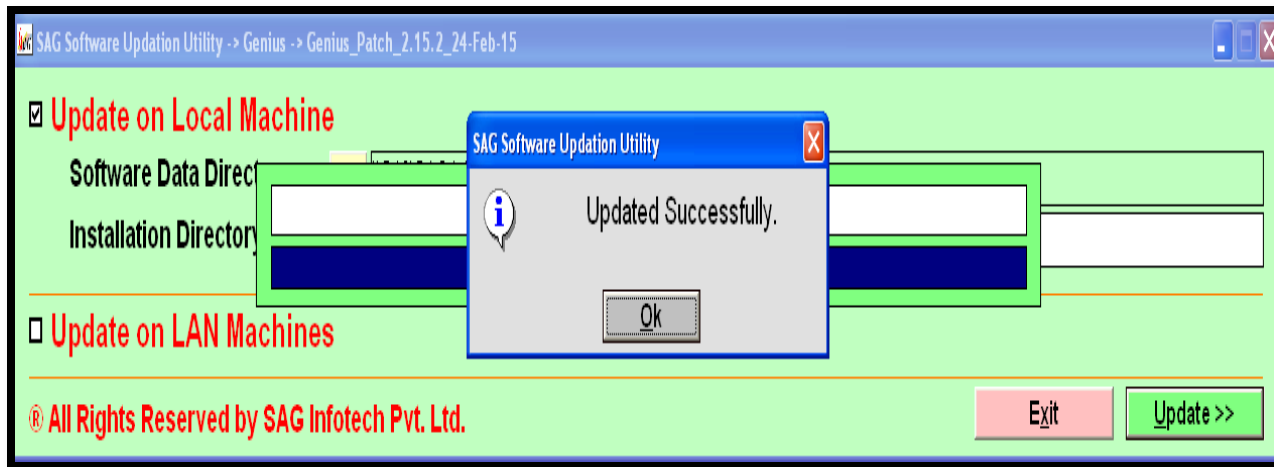 SAG Software Updation Utility -> Genius -> Genius_Patch_2.15.2_24-Feb-15
Update on Local Machine
SAG Software Updation Utility
Software Data
Installation
Updated Successfully.
Ok
Update on LAN Machines
® All Rights Reserved by SAG Infotech Pvt. Ltd.
Exit
Update >>